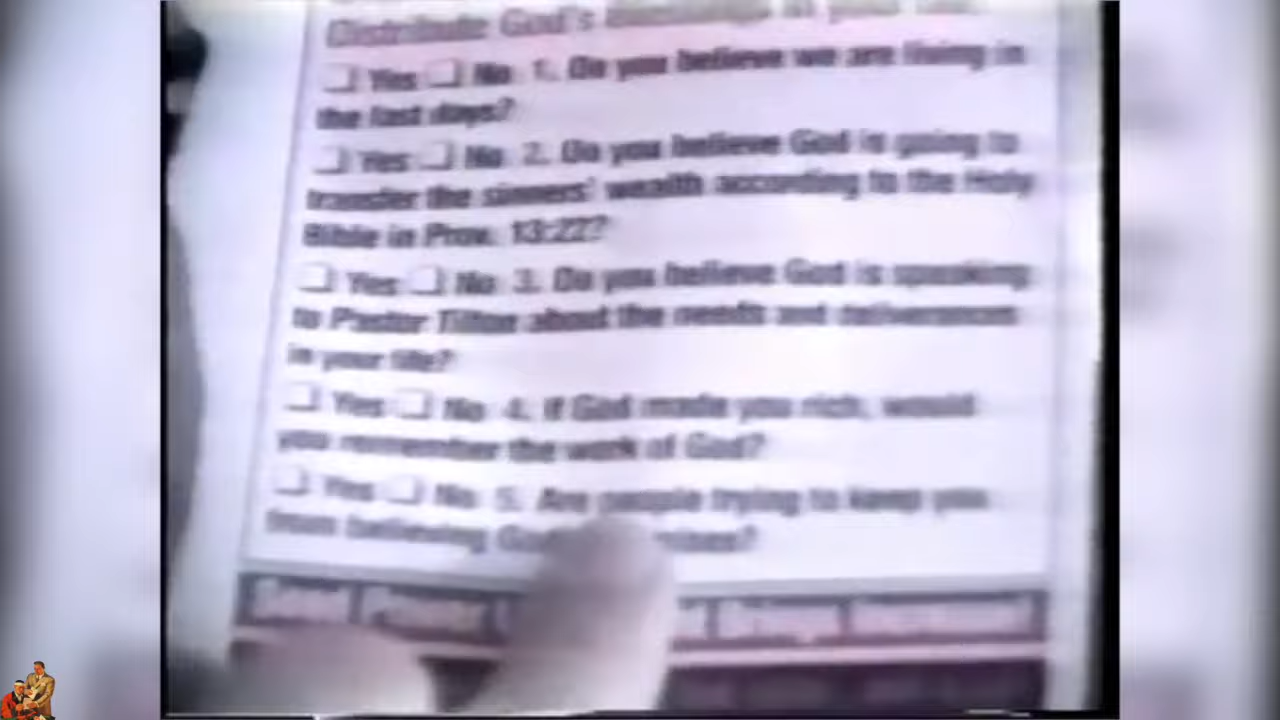 Distribute God's
❏ Yes ❏ No 1. Do you believe we are living in
the last days?
❏ Yes ❏ No 2. Do you believe God is going to
transfer the sinners' wealth according to the Holy
Bible in Prov. 13:22?
❏ Yes ❏ No 3. Do you believe God is speaking
to Pastor Tilton about the needs and deliverances
in your life?
❏ Yes ❏ No 4. If God made you rich, would
you remember the work of God?
❏ Yes ❏ No 5. Are people trying to keep you
from believing